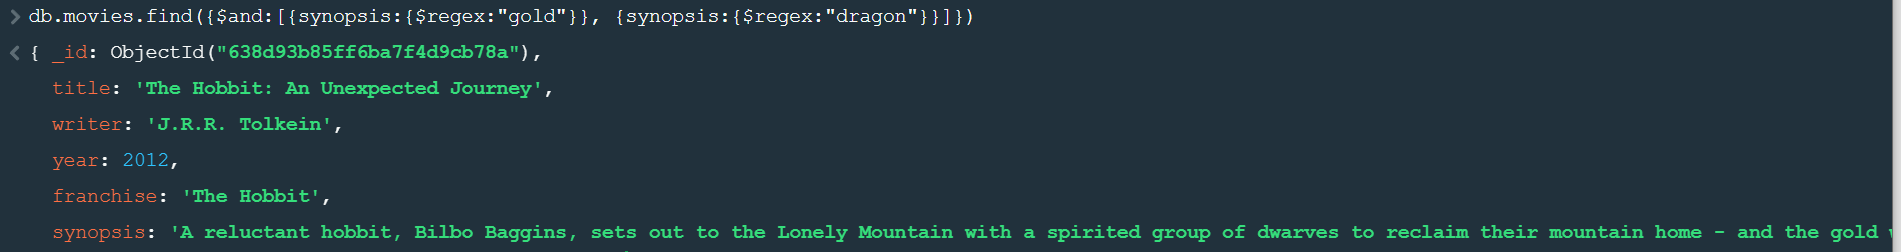 > db.movies.find({$and:[{synopsis:{$regex:"gold"}}, {synopsis:{$regex:"dragon"}}]})
< { _id: ObjectId("638d93b85ff6ba7f4d9cb78a"),
title: 'The Hobbit: An Unexpected Journey',
writer: 'J.R.R. Tolkein',
year: 2012,
franchise: 'The Hobbit',
synopsis: 'A reluctant hobbit, Bilbo Baggins, sets out to the Lonely Mountain with a spirited group of dwarves to reclaim their mountain home - and the gold